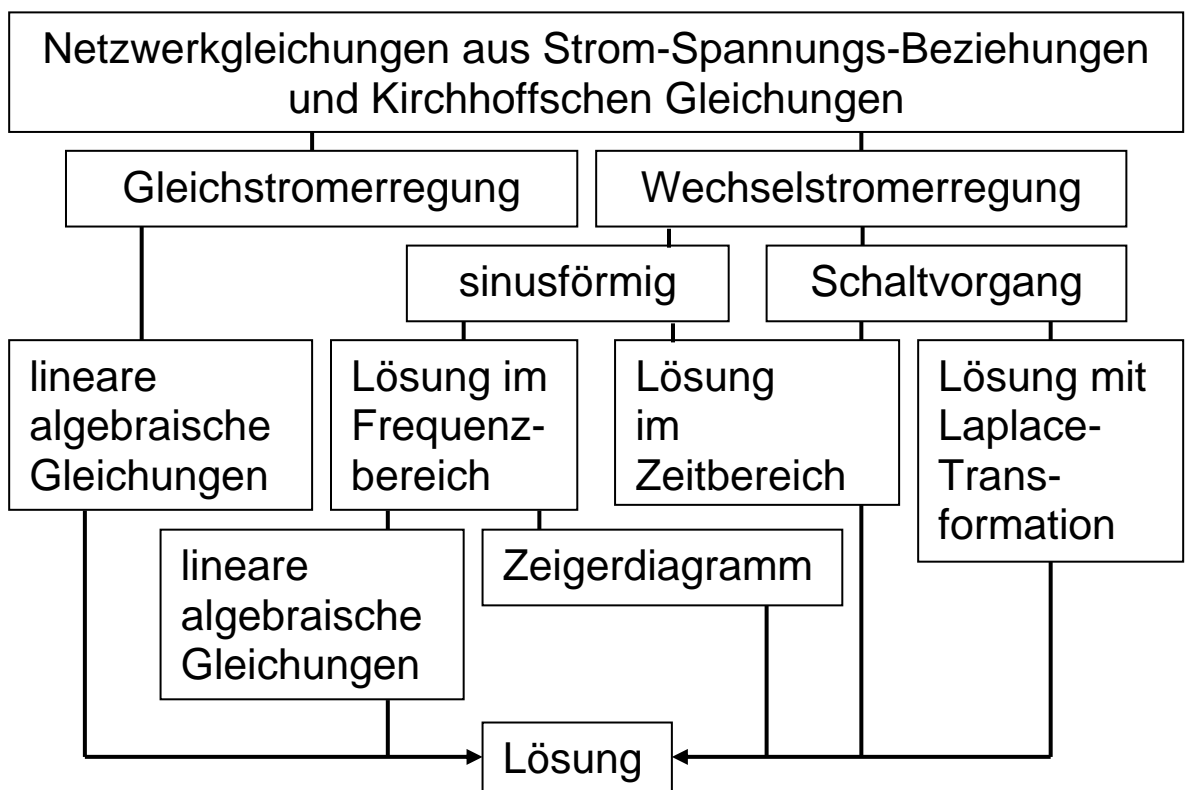 Netzwerkgleichungen aus Strom-Spannungs-Beziehungen
und Kirchhoffschen Gleichungen
Gleichstromerregung
Wechselstromerregung
sinusförmig
Schaltvorgang
lineare
algebraische
Gleichungen
Lösung im
Frequenz-
bereich
Lösung
im
Zeitbereich
Lösung mit
Laplace-
Trans-
formation
lineare
algebraische
Gleichungen
Zeigerdiagramm
Lösung